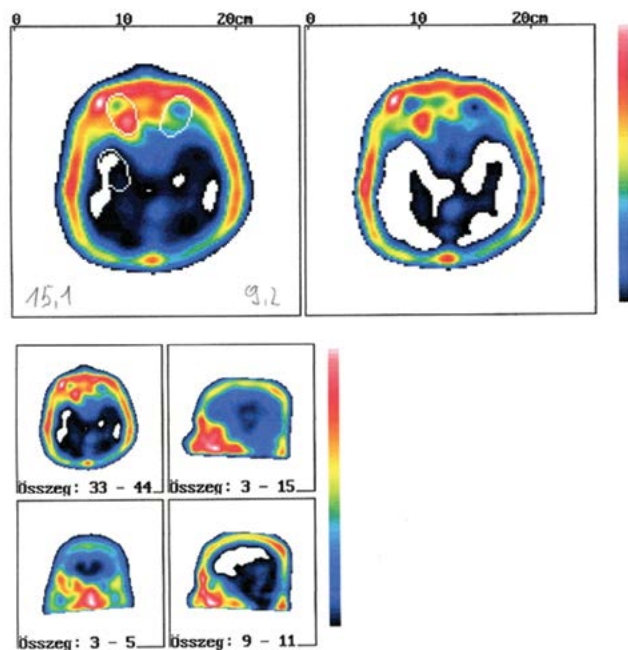 0 10 20cm 0 10 20cm
15,1 9,2
Összeg: 33 - 44 Összeg: 3 - 15
Összeg: 3 - 5 Összeg: 9 - 11